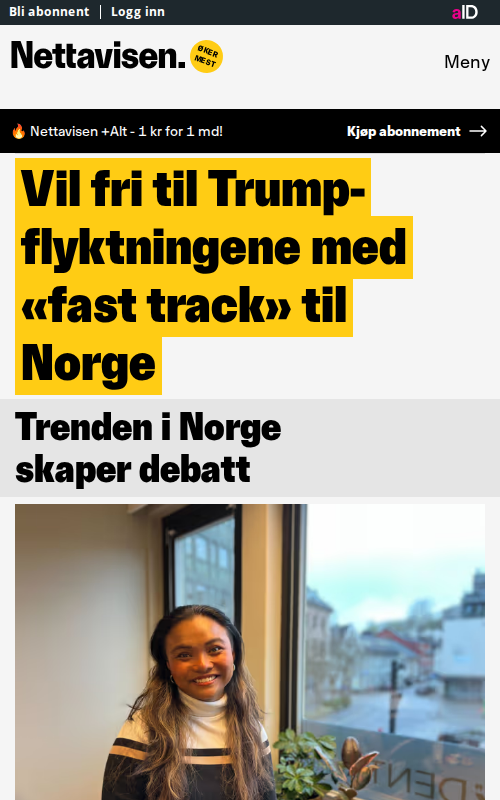 Bli abonnent | Logg inn
aID
Nettavisen.
ØKER
MEST
Meny
Nettavisen +Alt - 1 kr for 1 md!
Kjøp abonnement
Vil fri til Trump-
flyktningene med
«fast track» til
Norge
Trenden i Norge
skaper debatt